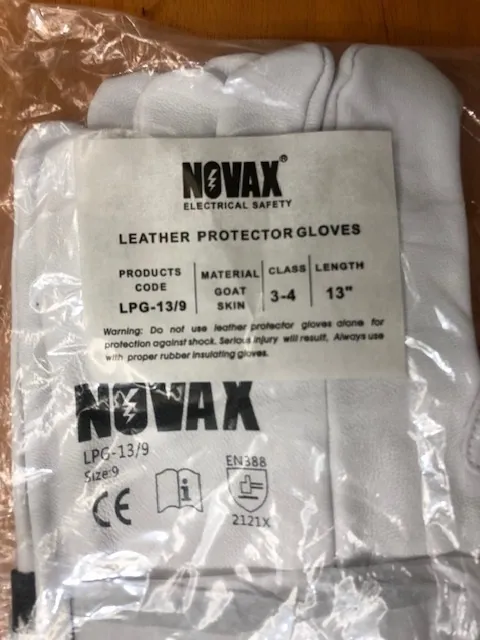 NOVAX®
ELECTRICAL SAFETY
LEATHER PROTECTOR GLOVES
PRODUCTS CODE LPG-13/9
MATERIAL GOAT SKIN
CLASS 3-4
LENGTH 13"
Warning: Do not use leather protector gloves alone for
protection against shock. Serious injury will result, Always use
with proper rubber insulating gloves.
NOVAX
LPG-13/9
Size:9
CE
i
EN388
2121X